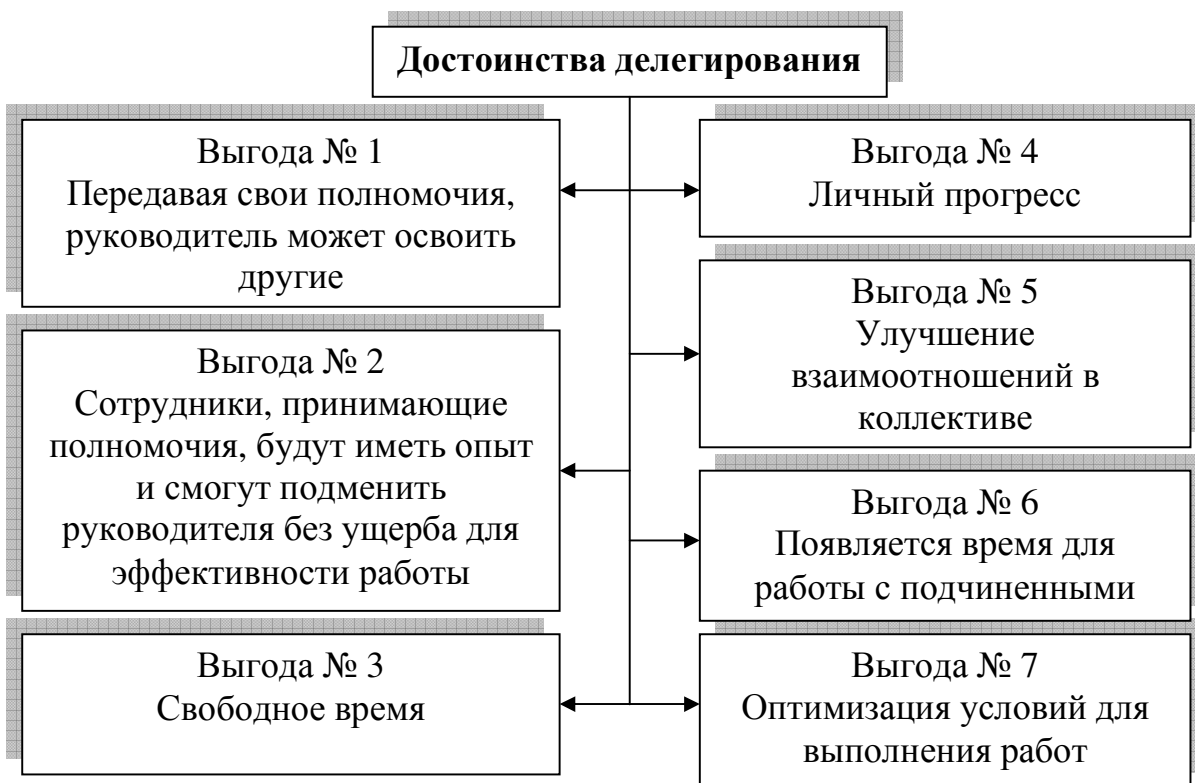 Достоинства делегирования
Выгода № 1
Передавая свои полномочия,
руководитель может освоить
другие
Выгода № 2
Сотрудники, принимающие
полномочия, будут иметь опыт
и смогут подменить
руководителя без ущерба для
эффективности работы
Выгода № 3
Свободное время
Выгода № 4
Личный прогресс
Выгода № 5
Улучшение
взаимоотношений в
коллективе
Выгода № 6
Появляется время для
работы с подчиненными
Выгода № 7
Оптимизация условий для
выполнения работ